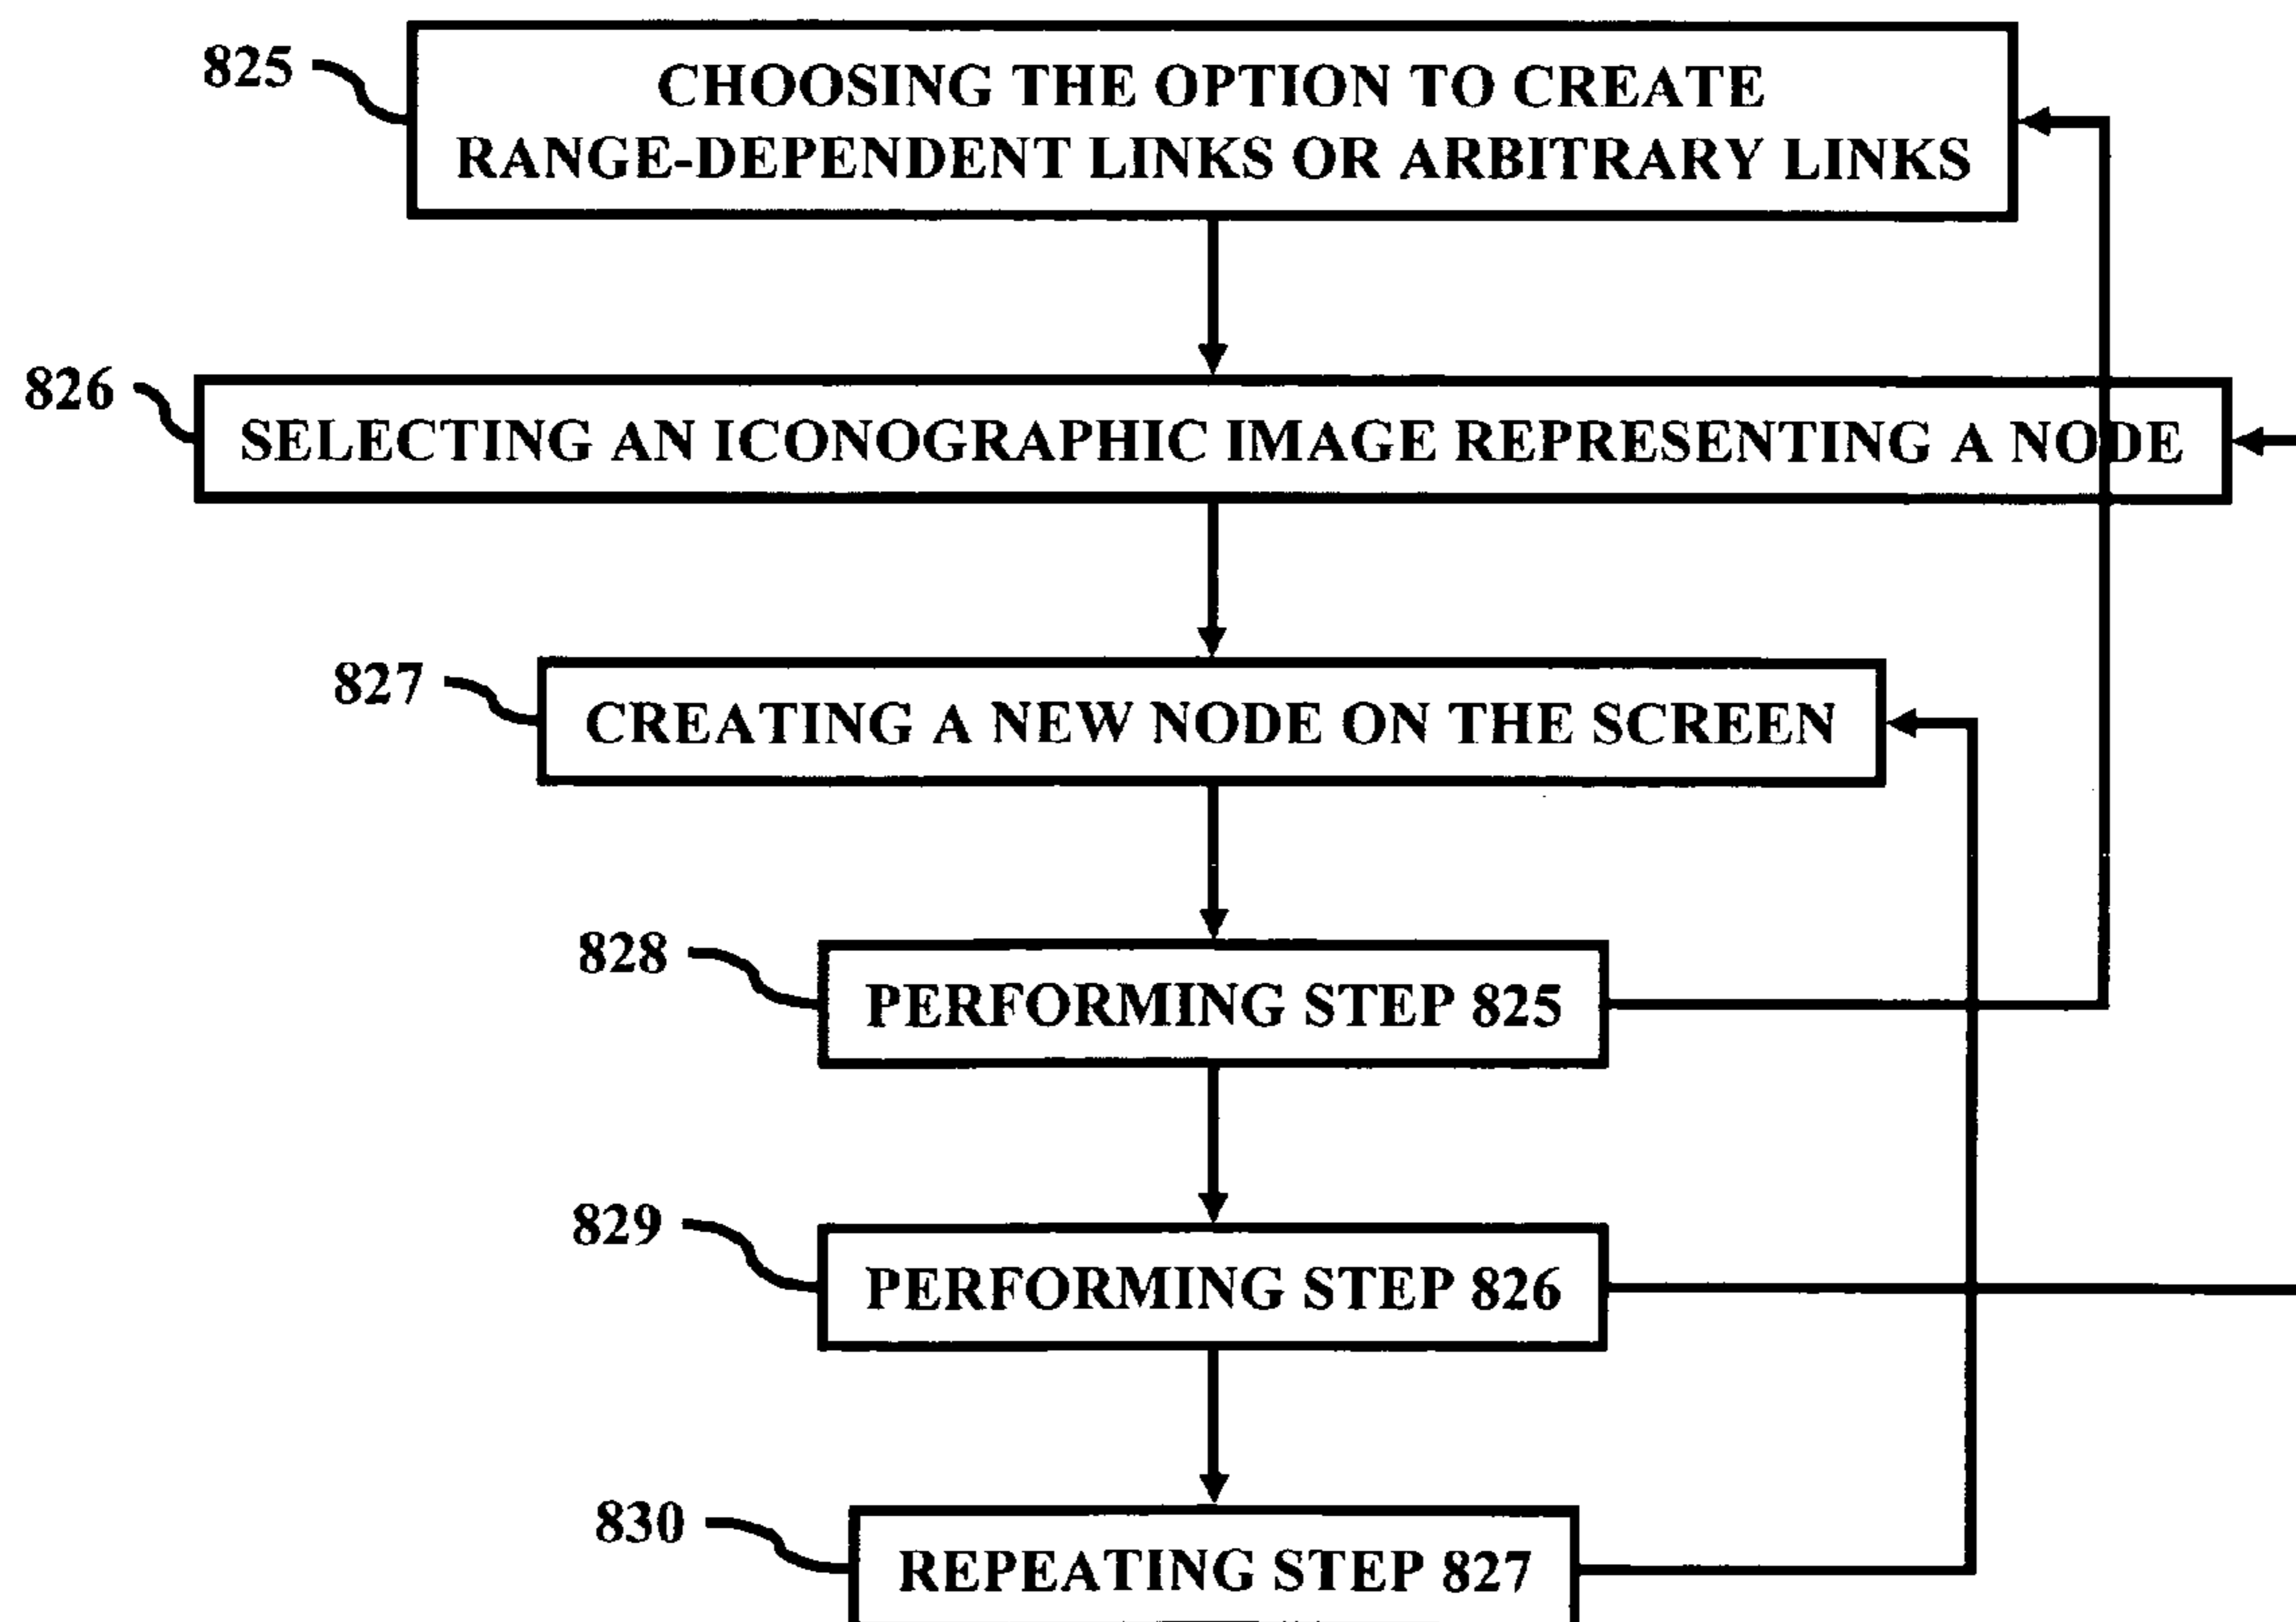 825
CHOOSING THE OPTION TO CREATE
RANGE-DEPENDENT LINKS OR ARBITRARY LINKS
826
SELECTING AN ICONOGRAPHIC IMAGE REPRESENTING A NODE
827
CREATING A NEW NODE ON THE SCREEN
828
PERFORMING STEP 825
829
PERFORMING STEP 826
830
REPEATING STEP 827